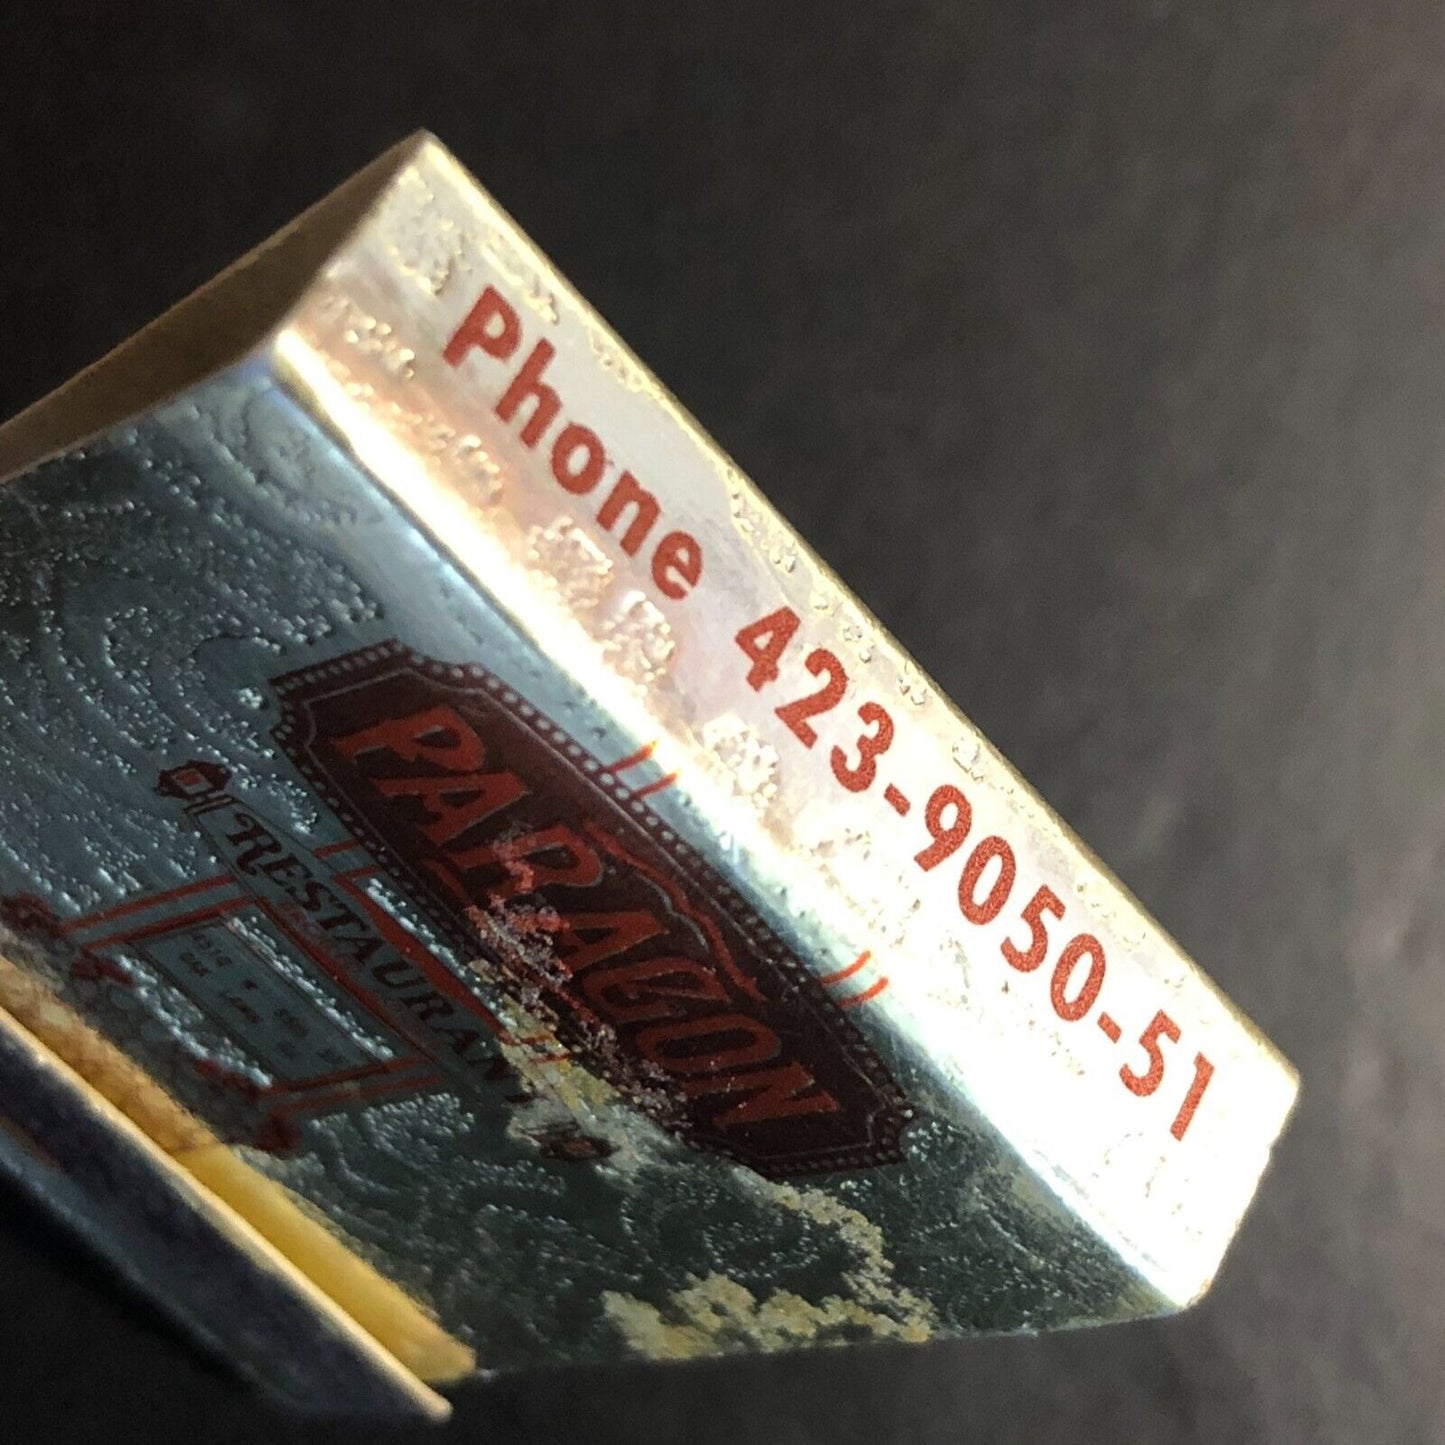 Phone 423-9050-51
PARAGON
RESTAURANT